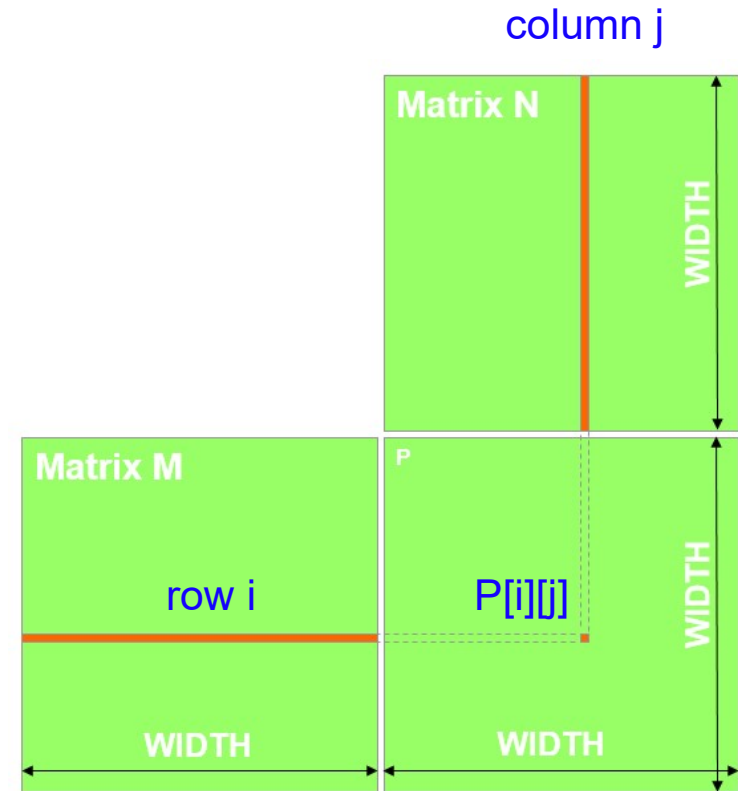 column j
Matrix N
WIDTH
Matrix M
P
row i
P[i][j]
WIDTH
WIDTH
WIDTH